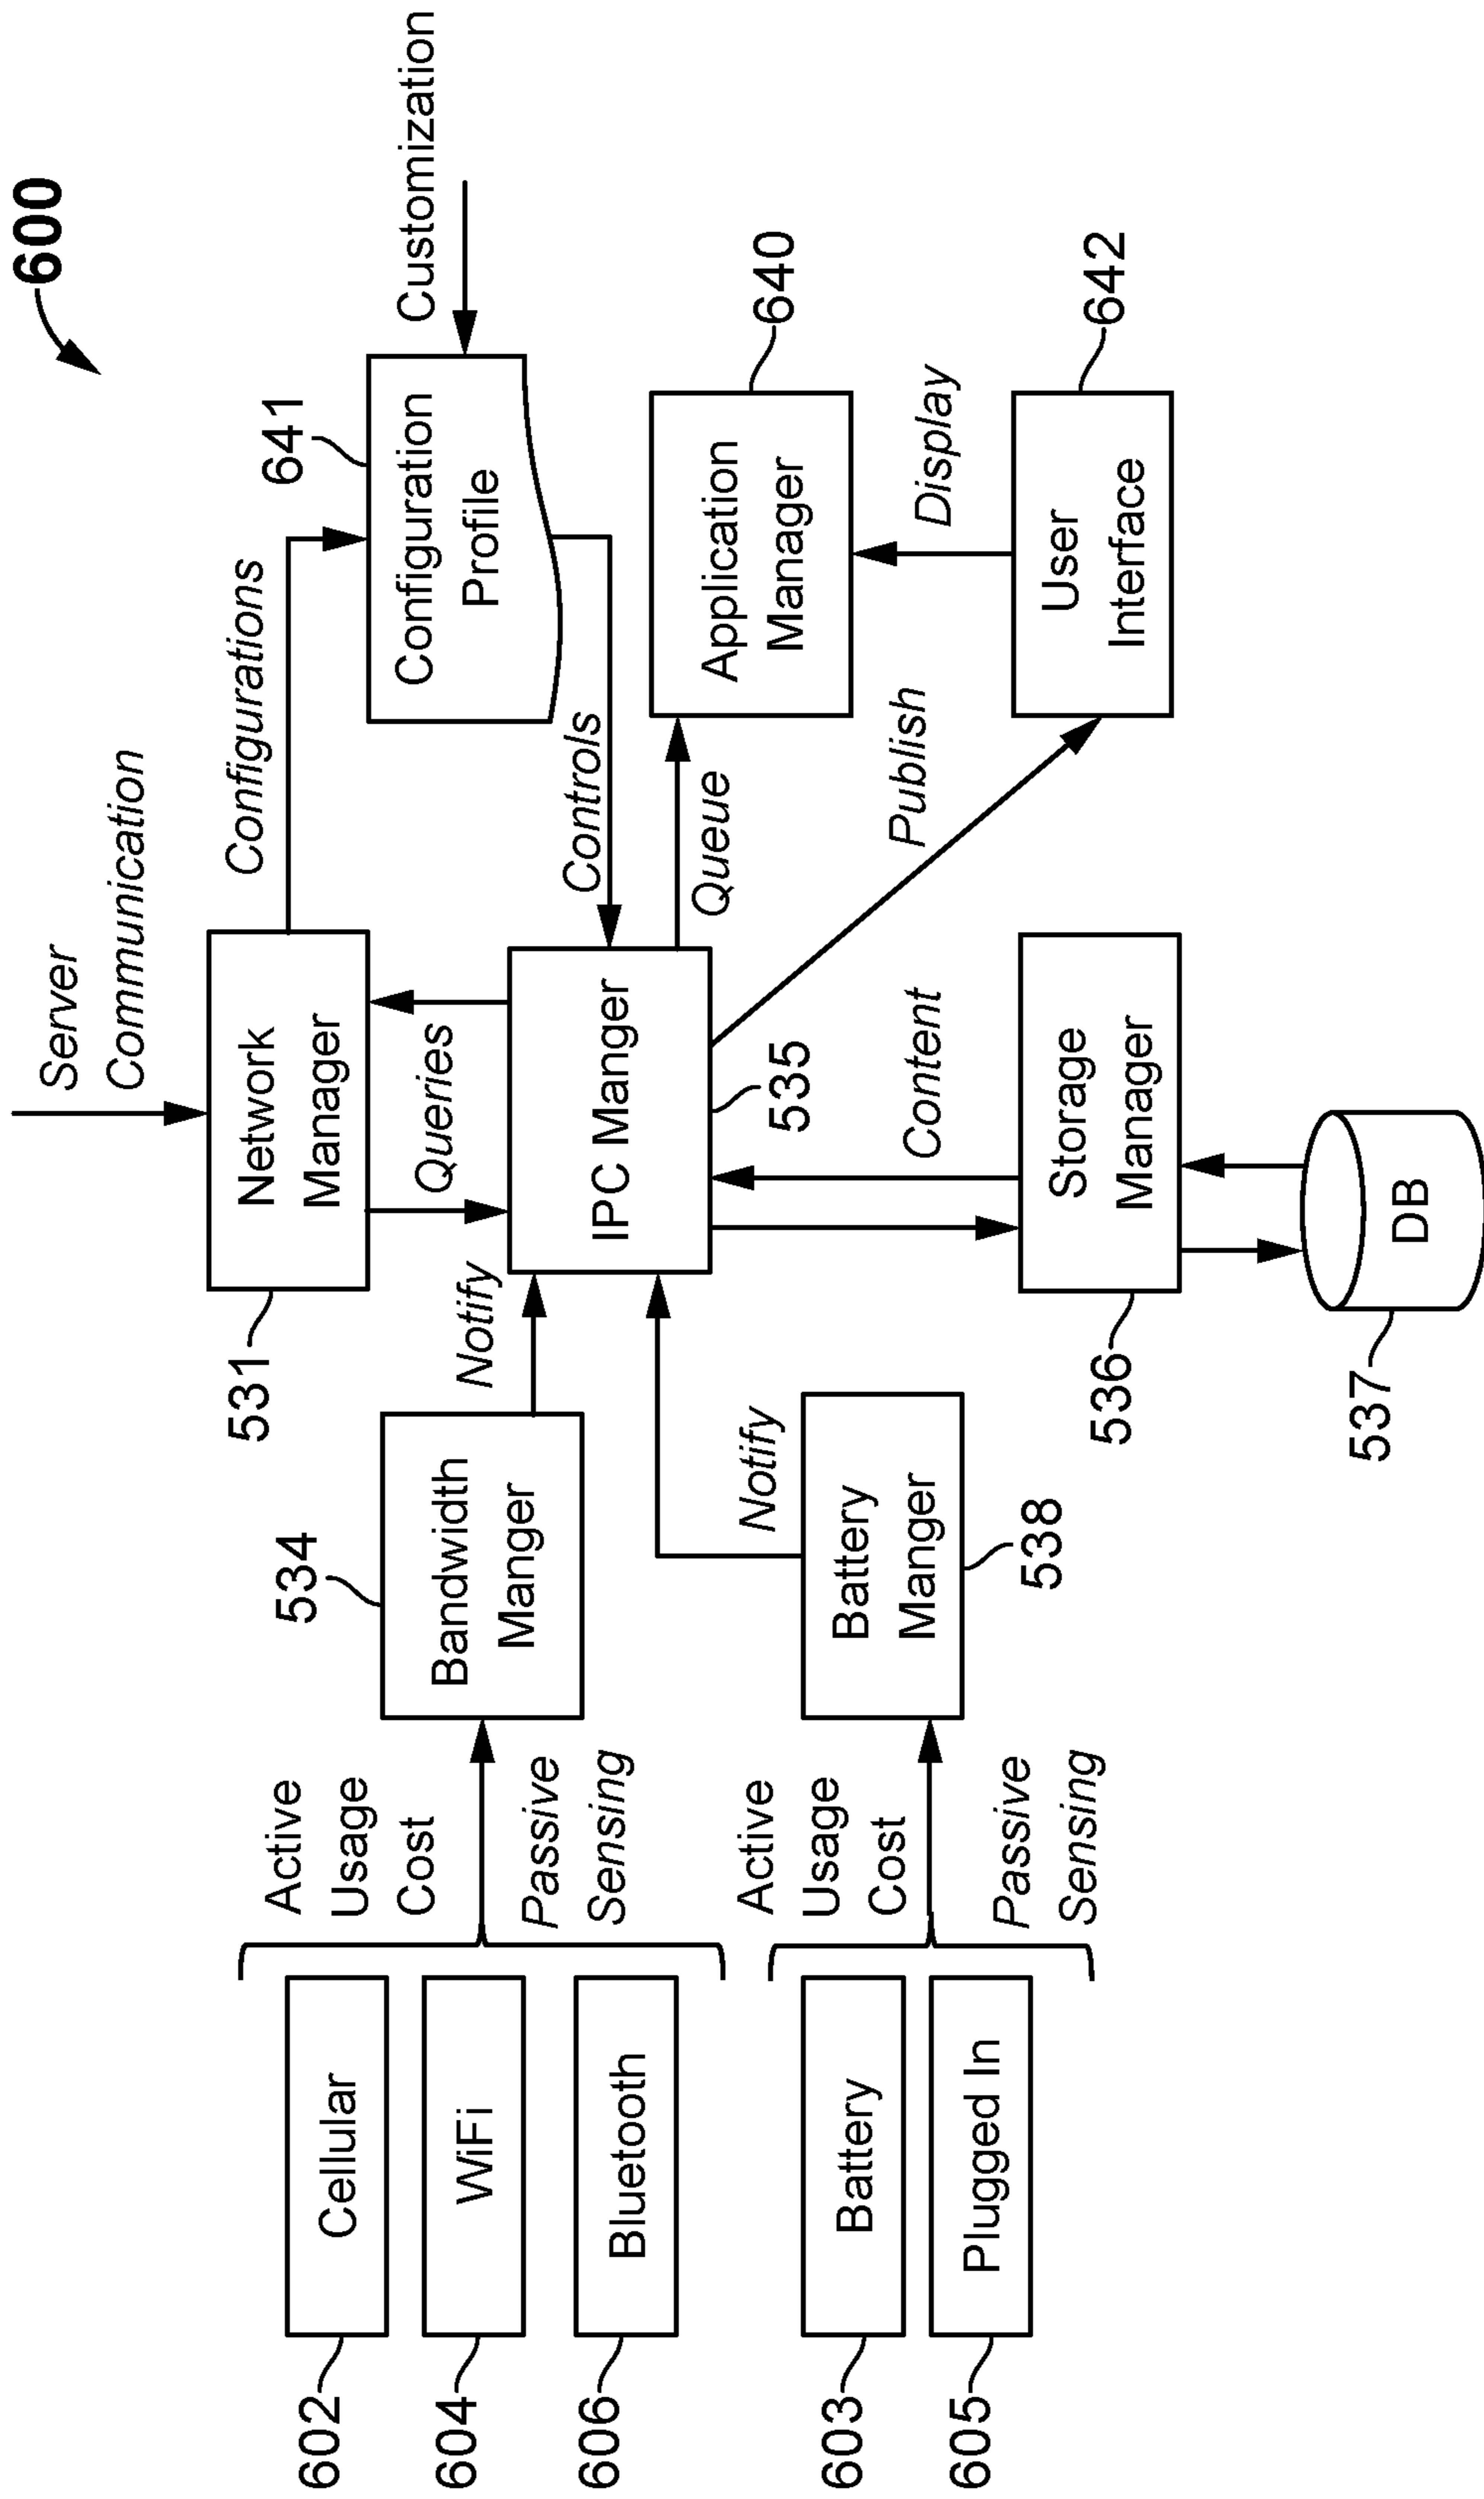 600
Server
Communication
Configurations
641
Customization
Configuration
Profile
531
Network
Manager
Queries
Controls
534
Bandwidth
Manger
Notify
IPC Manger
535
Queue
Application
Manager
640
Publish
Display
User
Interface
642
Content
Storage
Manager
536
DB
537
602
Cellular
604
WiFi
606
Bluetooth
Active
Usage
Cost
Passive
Sensing
603
Battery
605
Plugged In
Active
Usage
Cost
Passive
Sensing
Battery
Manger
538
Notify